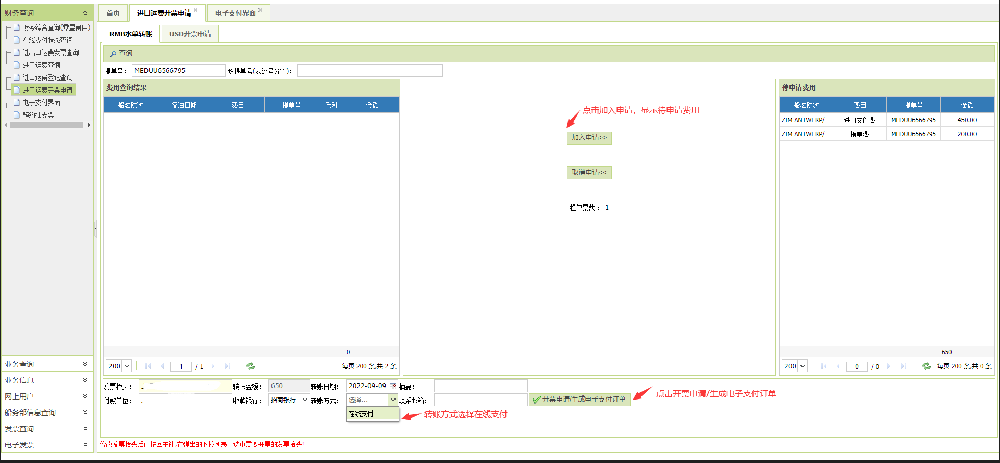 财务查询
财务综合查询(零星费目)
在线支付状态查询
进出口运费发票查询
进口运费查询
进口运费登记查询
进口运费开票申请
电子支付界面
预约抽支票
业务查询
业务信息
网上用户
船务部信息查询
发票查询
电子发票
首页 进口运费开票申请 电子支付界面
RMB水单转账 USD开票申请
查询
提单号： MEDUU6566795 多提单号(以逗号分割)：
费用查询结果
船名航次 靠泊日期 费目 提单号 币种 金额
0
200 1 / 1 每页 200 条,共 2 条
点击加入申请，显示待申请费用
加入申请>>
取消申请<<
提单票数 ： 1
待申请费用
船名航次 费目 提单号 金额
ZIM ANTWERP/... 进口文件费 MEDUU6566795 450.00
ZIM ANTWERP/... 换单费 MEDUU6566795 200.00
650
200 0 / 0 每页 200 条,共 0 条
发票抬头： 转账金额： 650 转账日期： 2022-09-09 摘要：
付款单位： 收款银行： 招商银行 转账方式： 选择... 联系邮箱： 开票申请/生成电子支付订单
点击开票申请/生成电子支付订单
在线支付
转账方式选择在线支付
修改发票抬头后请按回车键,在弹出的下拉列表中选中需要开票的发票抬头!